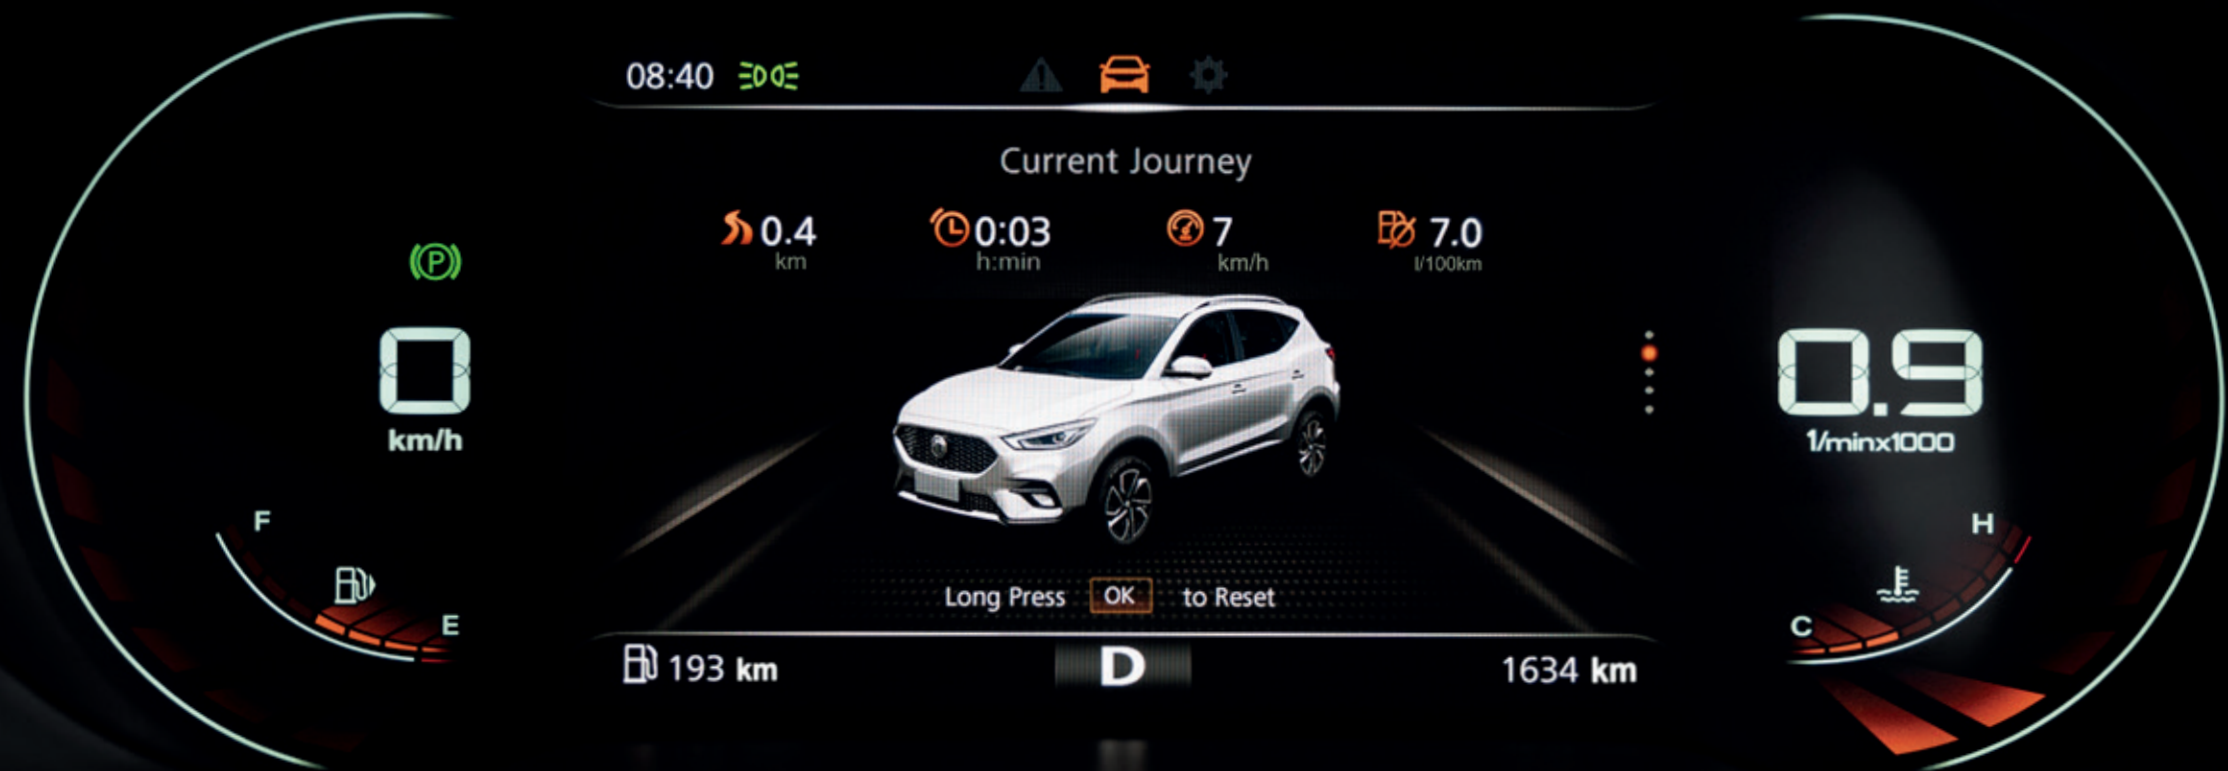 08:40
Current Journey
0.4 0:03 7 7.0
km h:min km/h l/100km
P
0
km/h
0.9
1/minx1000
F
E
H
C
Long Press OK to Reset
193 km D 1634 km